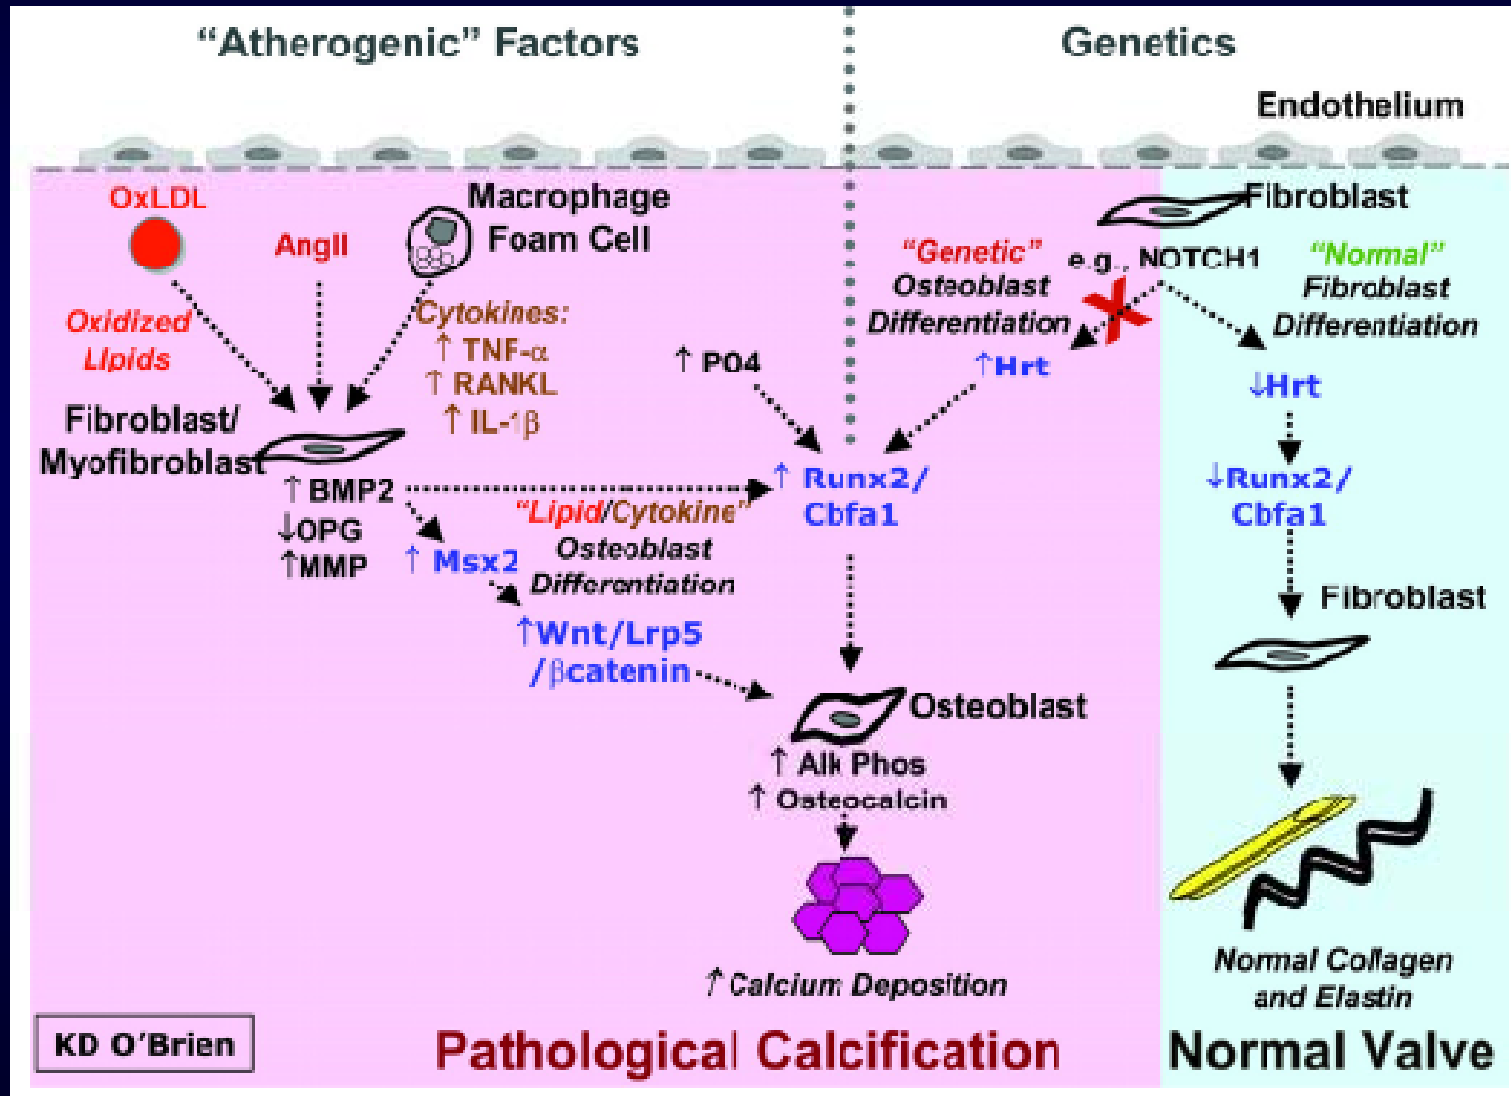 “Atherogenic” Factors
Genetics
Endothelium
OxLDL
AngII
Macrophage
Foam Cell
Oxidized
Lipids
Cytokines:
↑ TNF-α
↑ RANKL
↑ IL-1β
Fibroblast/
Myofibroblast
↑ BMP2
↓OPG
↑MMP
↑ Msx2
“Lipid/Cytokine”
Osteoblast
Differentiation
↑Wnt/Lrp5
/βcatenin
↑ PO4
↑ Runx2/
Cbfa1
Osteoblast
↑ Alk Phos
↑ Osteocalcin
↑ Calcium Deposition
Fibroblast
e.g., NOTCH1
“Genetic”
Osteoblast
Differentiation
↑Hrt
“Normal”
Fibroblast
Differentiation
↓Hrt
↓Runx2/
Cbfa1
Fibroblast
Normal Collagen
and Elastin
KD O’Brien
Pathological Calcification
Normal Valve